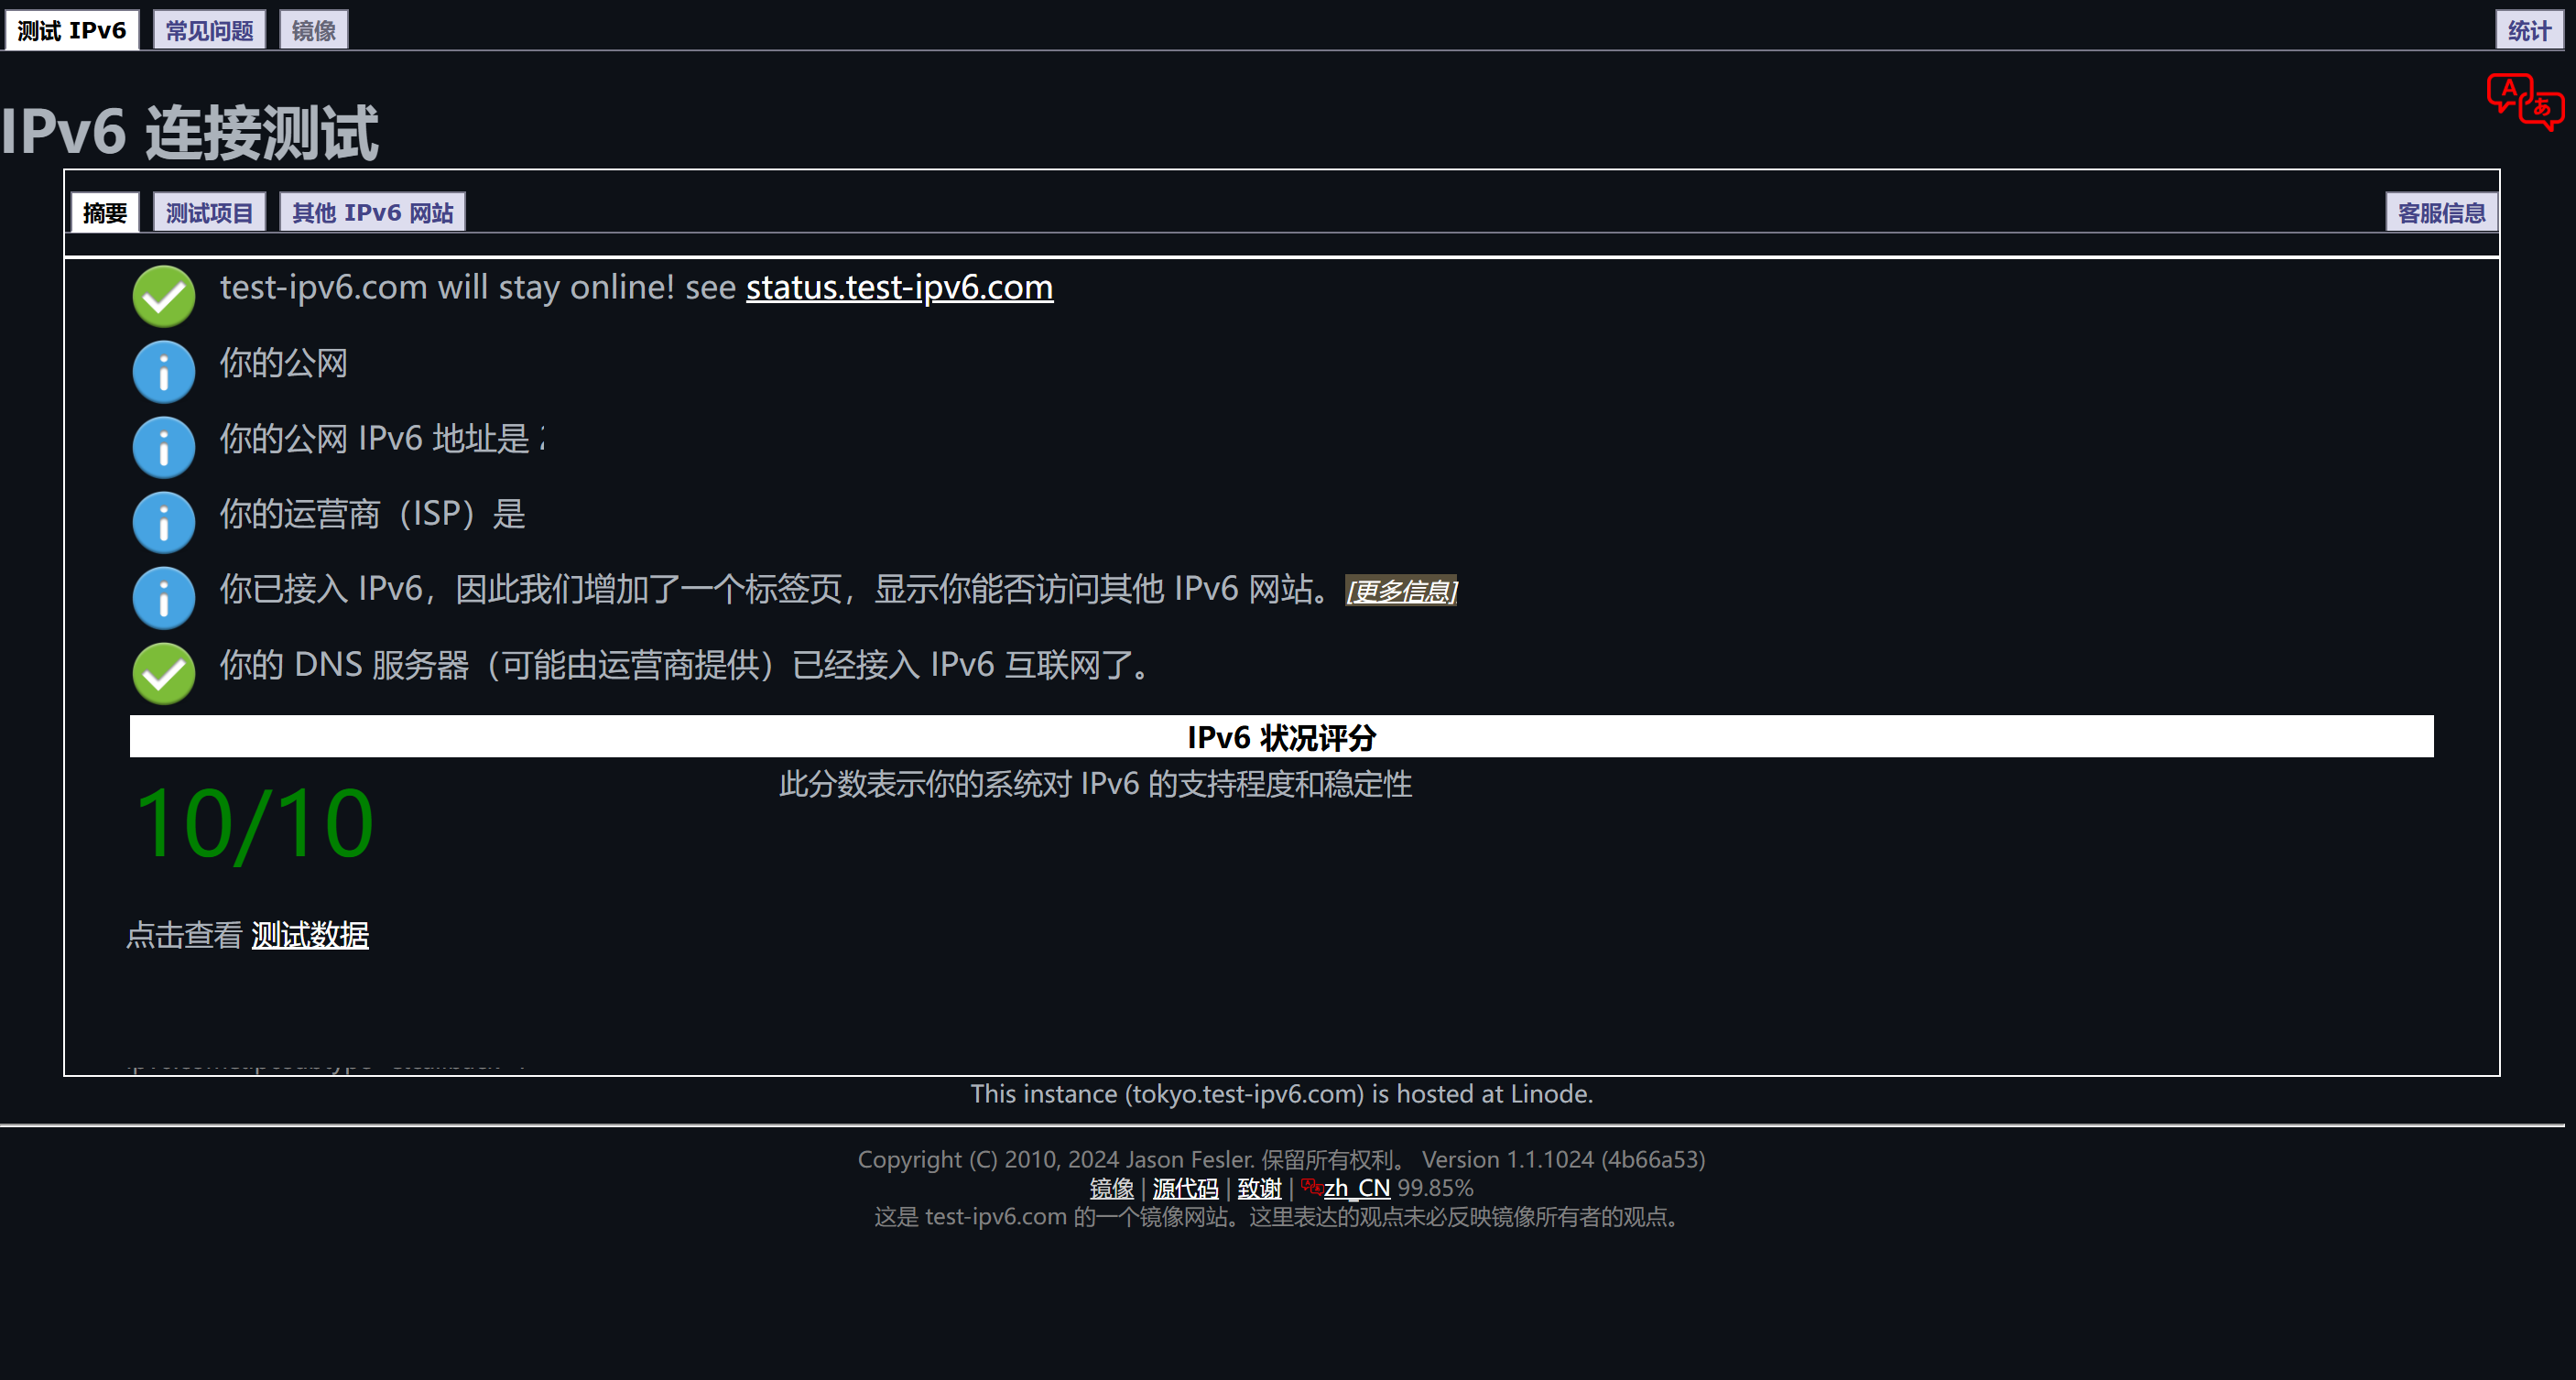 测试 IPv6 常见问题 镜像 统计
IPv6 连接测试
摘要 测试项目 其他 IPv6 网站 客服信息
test-ipv6.com will stay online! see status.test-ipv6.com
你的公网
你的公网 IPv6 地址是
你的运营商（ISP）是
你已接入 IPv6，因此我们增加了一个标签页，显示你能否访问其他 IPv6 网站。[更多信息]
你的 DNS 服务器（可能由运营商提供）已经接入 IPv6 互联网了。
IPv6 状况评分
10/10 此分数表示你的系统对 IPv6 的支持程度和稳定性
点击查看 测试数据
This instance (tokyo.test-ipv6.com) is hosted at Linode.
Copyright (C) 2010, 2024 Jason Fesler. 保留所有权利。 Version 1.1.1024 (4b66a53)
镜像 | 源代码 | 致谢 | zh_CN 99.85%
这是 test-ipv6.com 的一个镜像网站。这里表达的观点未必反映镜像所有者的观点。